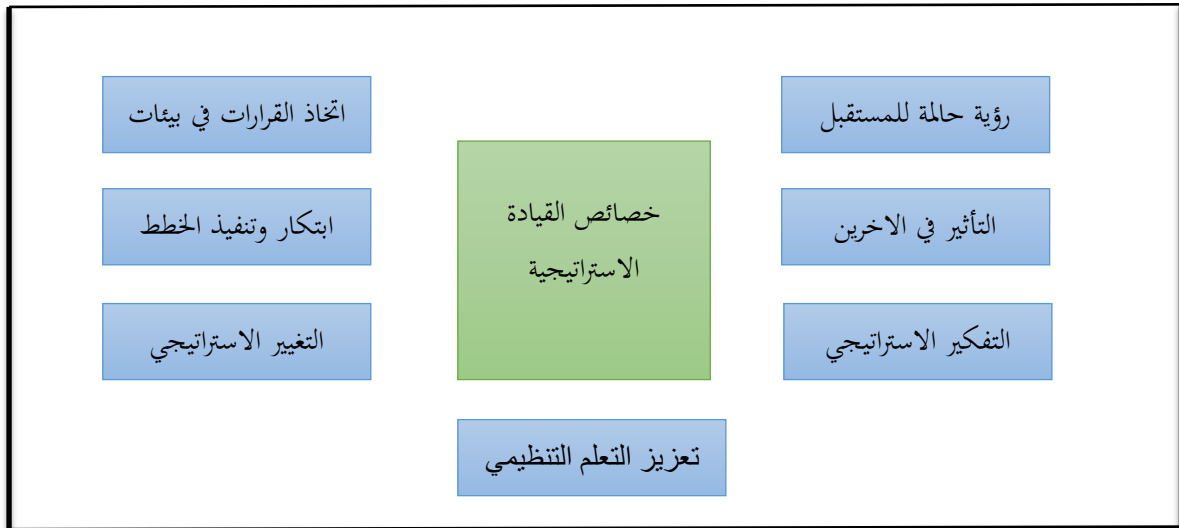 رؤية حالمة للمستقبل
اتخاذ القرارات في بيئات
التأثير في الاخرين
خصائص القيادة
الاستراتيجية
ابتكار وتنفيذ الخطط
التفكير الاستراتيجي
التغيير الاستراتيجي
تعزيز التعلم التنظيمي